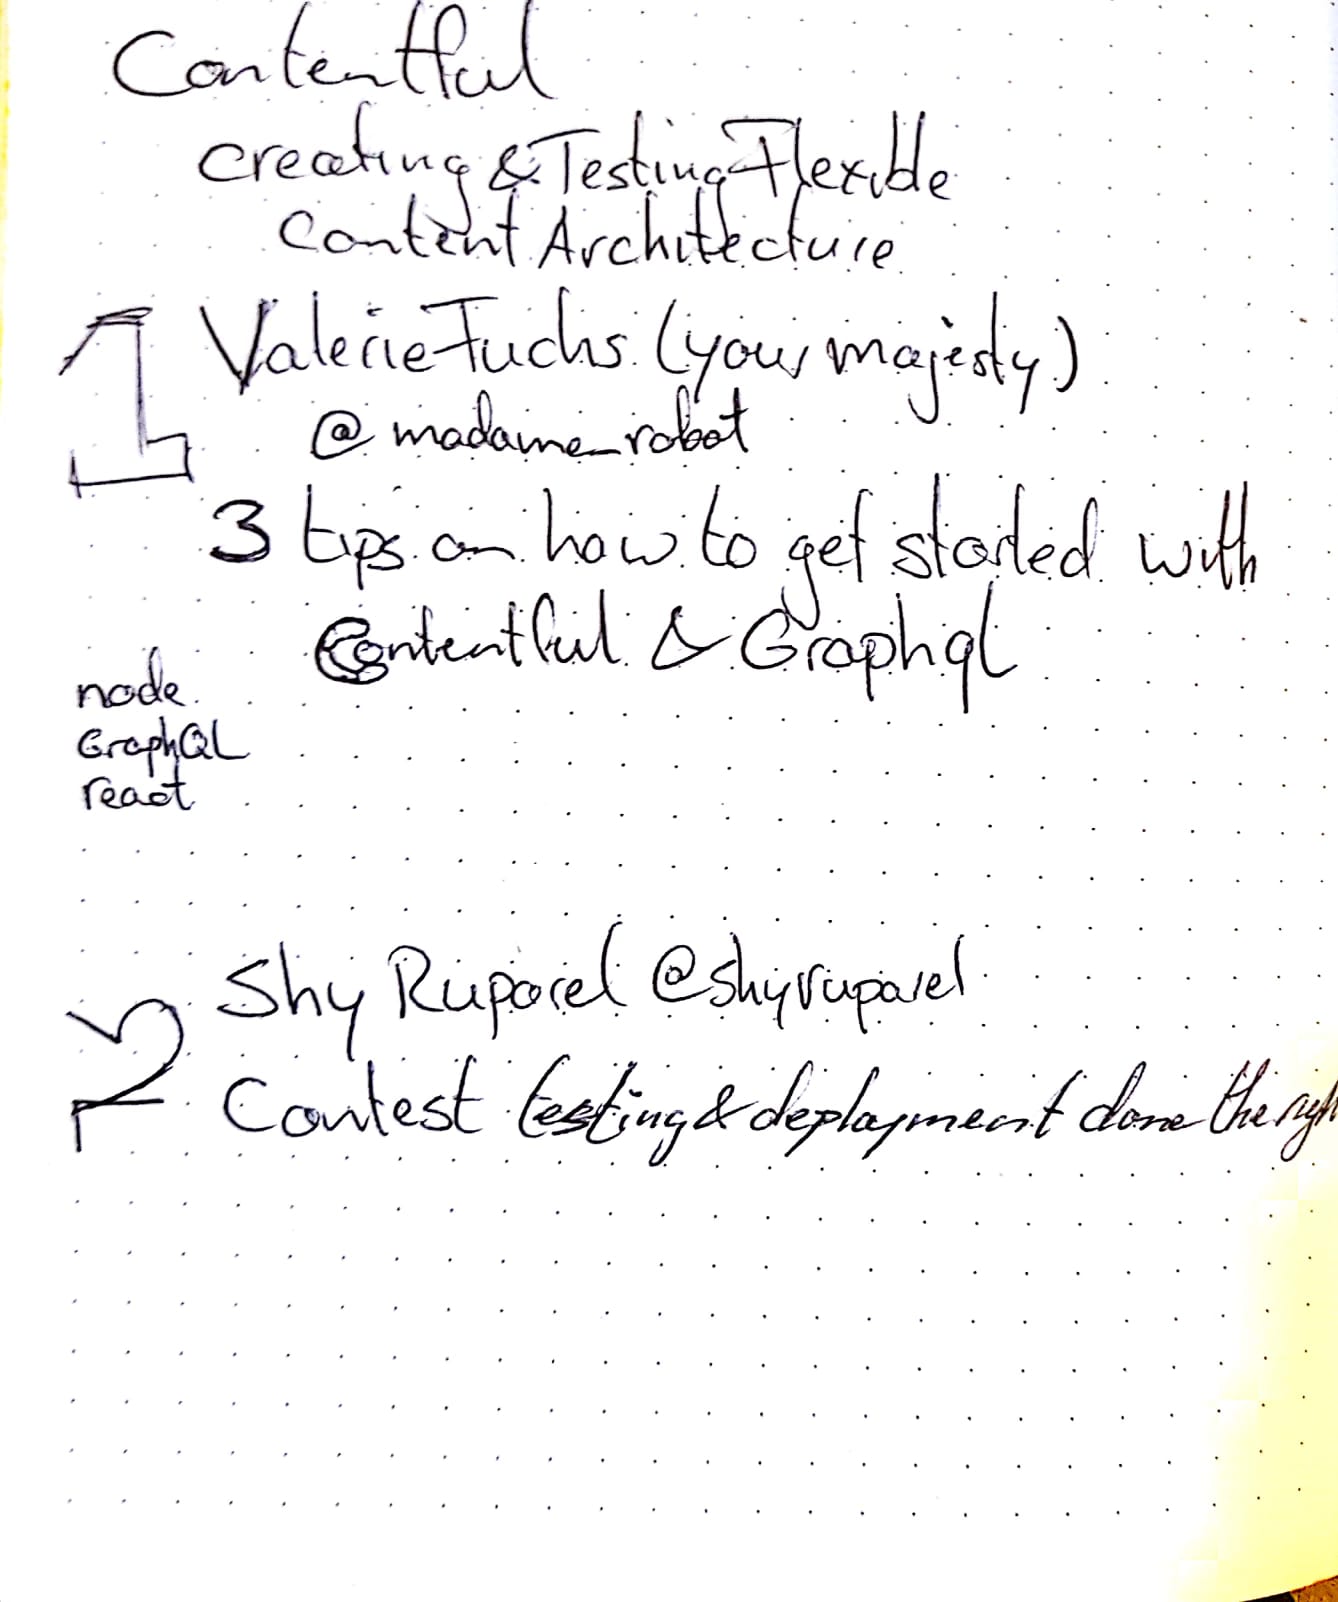 Contentful
Creating & Testing Flexible
Content Architecture
1 Valerie Fuchs (your majesty)
@madame_robot
3 tips on how to get started with
Contentful & Graphql
node
GraphQL
react
2 Shy Ruparel @shyruparel
Contest testing & deployment done the righ